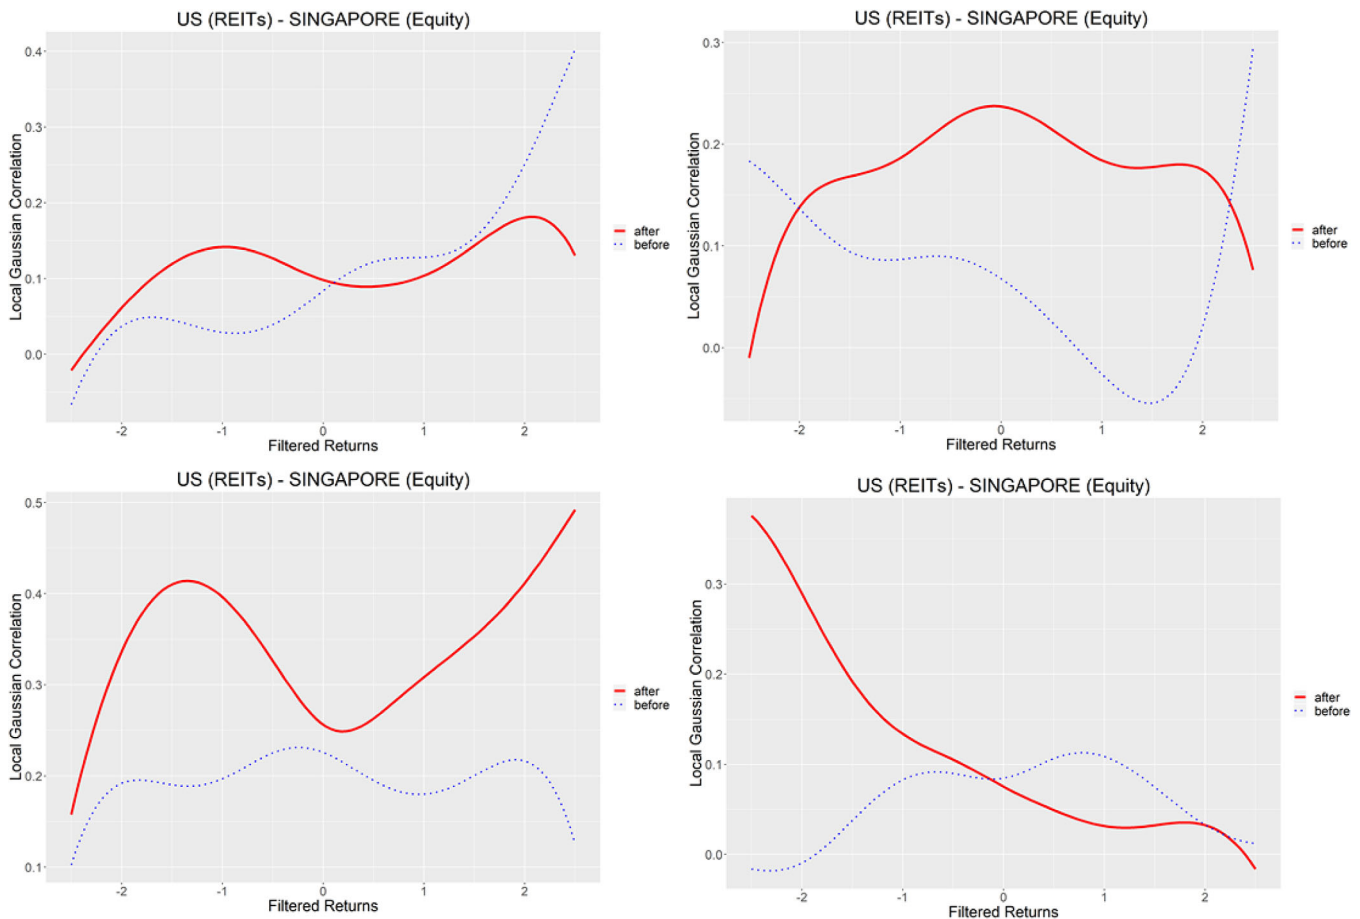 US (REITs) - SINGAPORE (Equity)
0.4
0.3
0.2
0.1
0.0
Local Gaussian Correlation
-2 -1 0 1 2
Filtered Returns
after
before
US (REITs) - SINGAPORE (Equity)
0.3
0.2
0.1
0.0
Local Gaussian Correlation
-2 -1 0 1 2
Filtered Returns
after
before
US (REITs) - SINGAPORE (Equity)
0.5
0.4
0.3
0.2
0.1
Local Gaussian Correlation
-2 -1 0 1 2
Filtered Returns
after
before
US (REITs) - SINGAPORE (Equity)
0.3
0.2
0.1
0.0
Local Gaussian Correlation
-2 -1 0 1 2
Filtered Returns
after
before